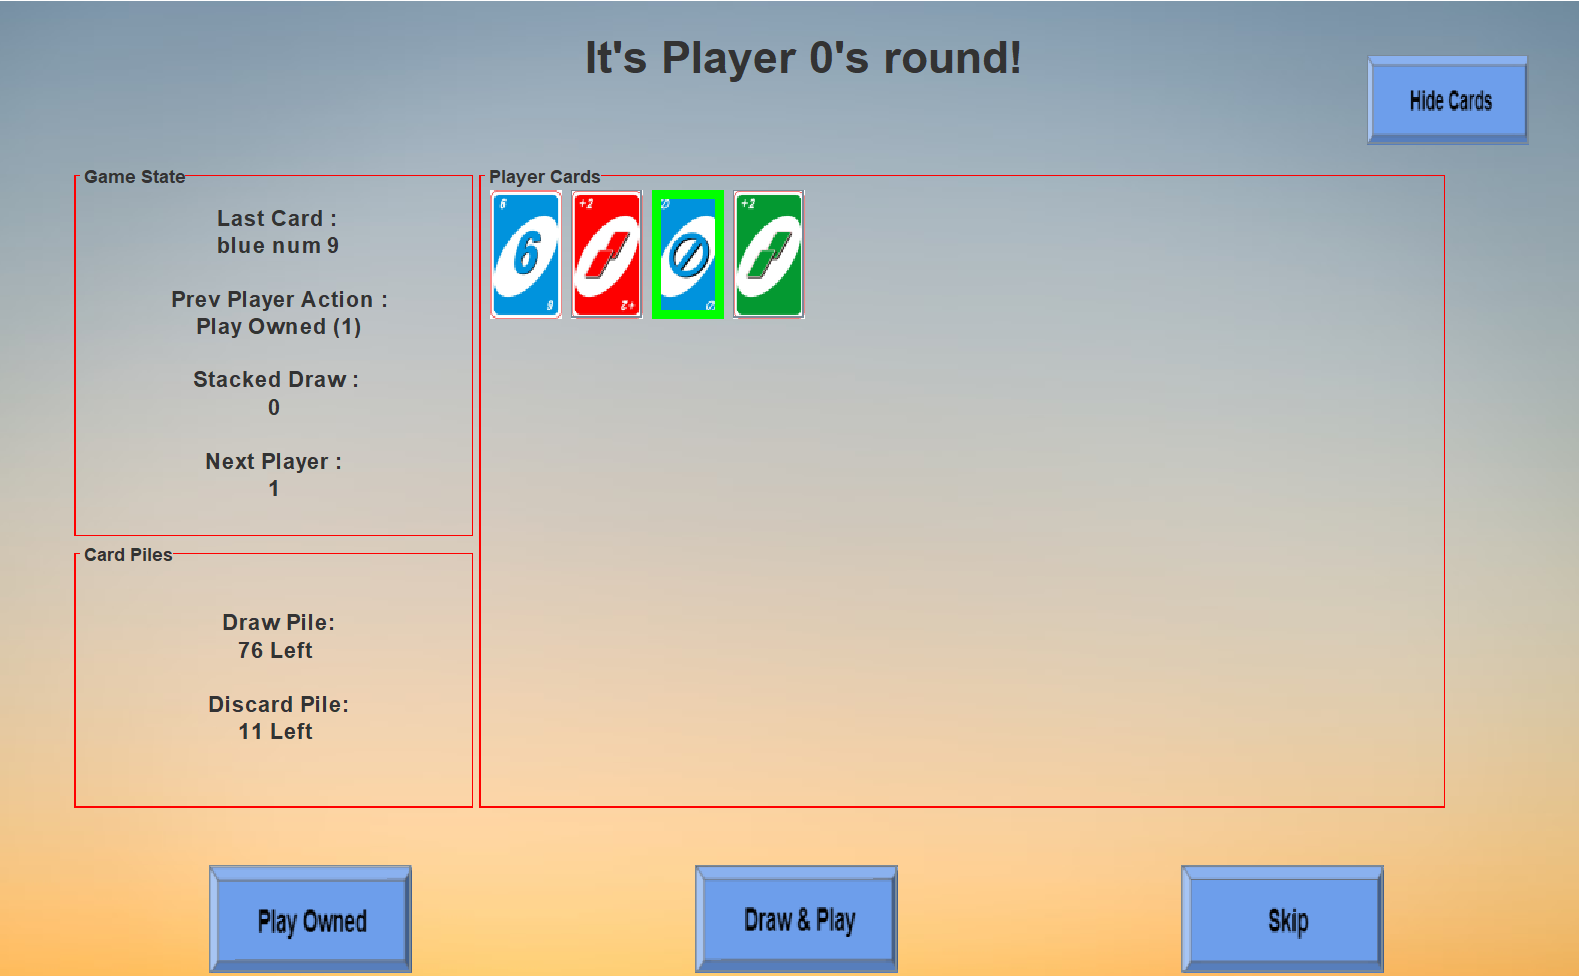 It's Player 0's round!
Hide Cards
Game State
Last Card :
blue num 9
Prev Player Action :
Play Owned (1)
Stacked Draw :
0
Next Player :
1
Card Piles
Draw Pile:
76 Left
Discard Pile:
11 Left
Player Cards
6
6
6
+2
+2
+2
Play Owned
Draw & Play
Skip